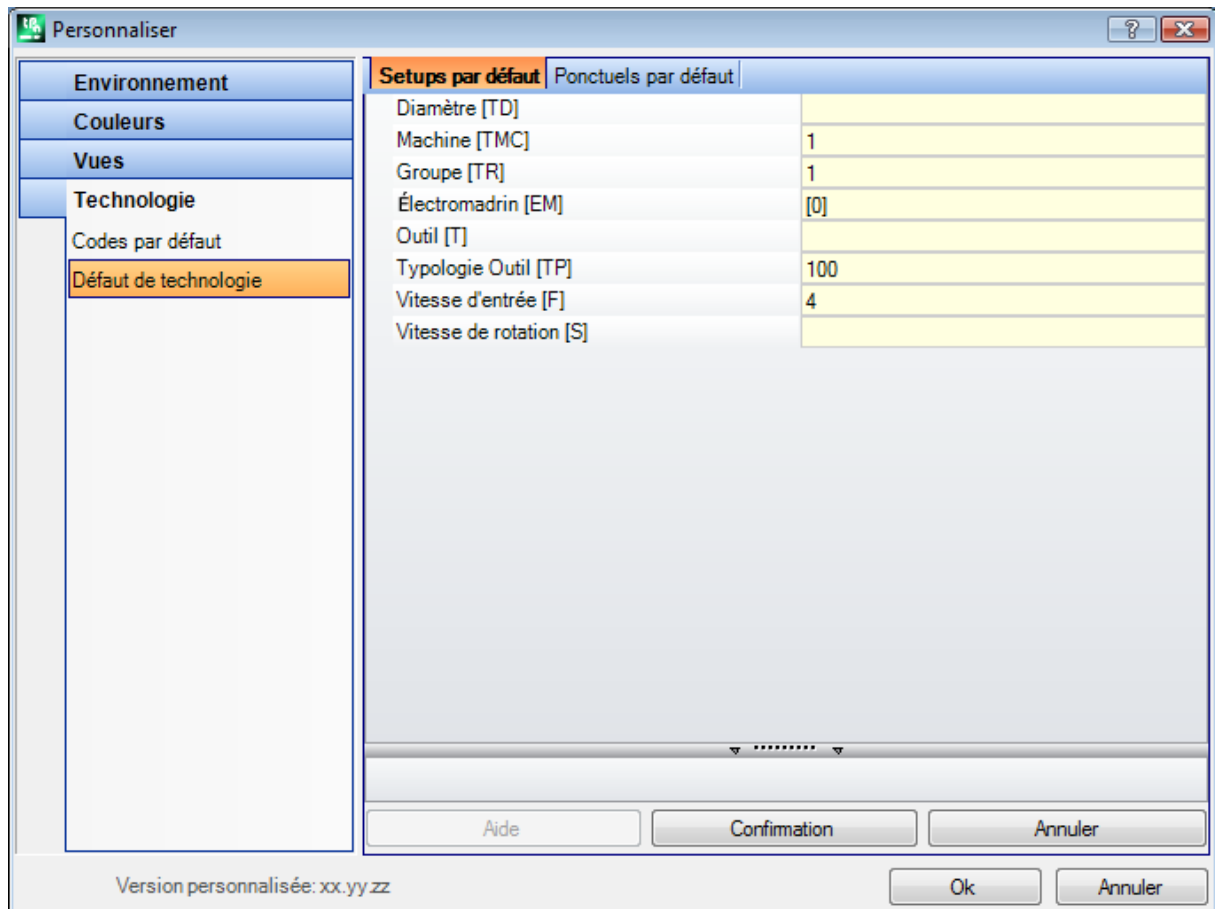 Personnaliser
Environnement
Couleurs
Vues
Technologie
Codes par défaut
Défaut de technologie
Setups par défaut Ponctuels par défaut
Diamètre [TD]
Machine [TMC] 1
Groupe [TR] 1
Électromadrin [EM] [0]
Outil [T]
Typologie Outil [TP] 100
Vitesse d'entrée [F] 4
Vitesse de rotation [S]
Aide Confirmation Annuler
Version personnalisée: xx.yy.zz Ok Annuler